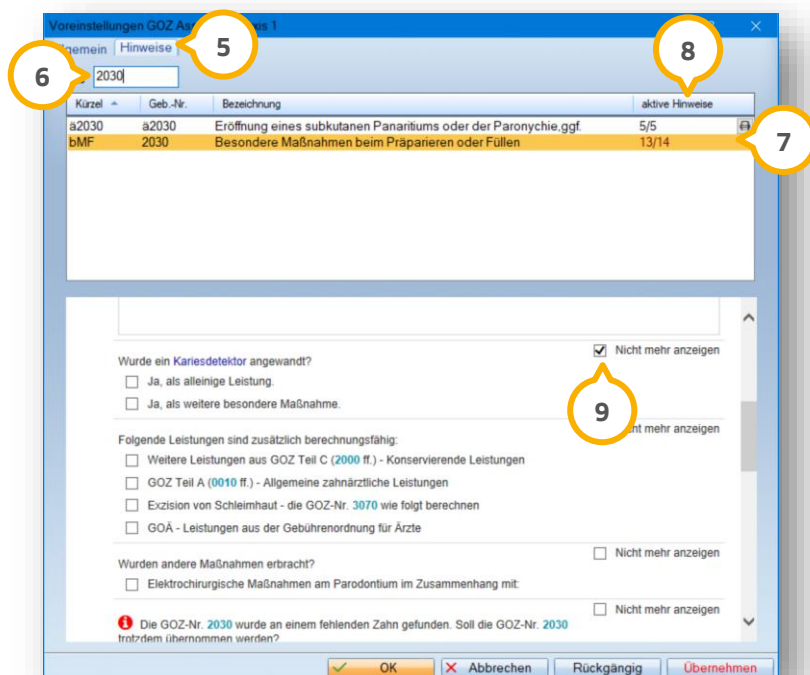 Voreinstellungen GOZ As xis 1
gemein Hinweise 5
8
6 2030
Kürzel Geb.-Nr. Bezeichnung aktive Hinweise
ä2030 ä2030 Eröffnung eines subkutanen Panaritiums oder der Paronychie,ggf. 5/5
bMF 2030 Besondere Maßnahmen beim Präparieren oder Füllen 13/14
7
Nicht mehr anzeigen
Wurde ein Kariesdetektor angewandt?
Ja, als alleinige Leistung.
Ja, als weitere besondere Maßnahme.
9
ht mehr anzeigen
Folgende Leistungen sind zusätzlich berechnungsfähig:
Weitere Leistungen aus GOZ Teil C (2000 ff.) - Konservierende Leistungen
GOZ Teil A (0010 ff.) - Allgemeine zahnärztliche Leistungen
Exzision von Schleimhaut - die GOZ-Nr. 3070 wie folgt berechnen
GOÄ - Leistungen aus der Gebührenordnung für Ärzte
Nicht mehr anzeigen
Wurden andere Maßnahmen erbracht?
Elektrochirurgische Maßnahmen am Parodontium im Zusammenhang mit:
Nicht mehr anzeigen
Die GOZ-Nr. 2030 wurde an einem fehlenden Zahn gefunden. Soll die GOZ-Nr. 2030
trotzdem übernommen werden?
OK Abbrechen Rückgängig Übernehmen